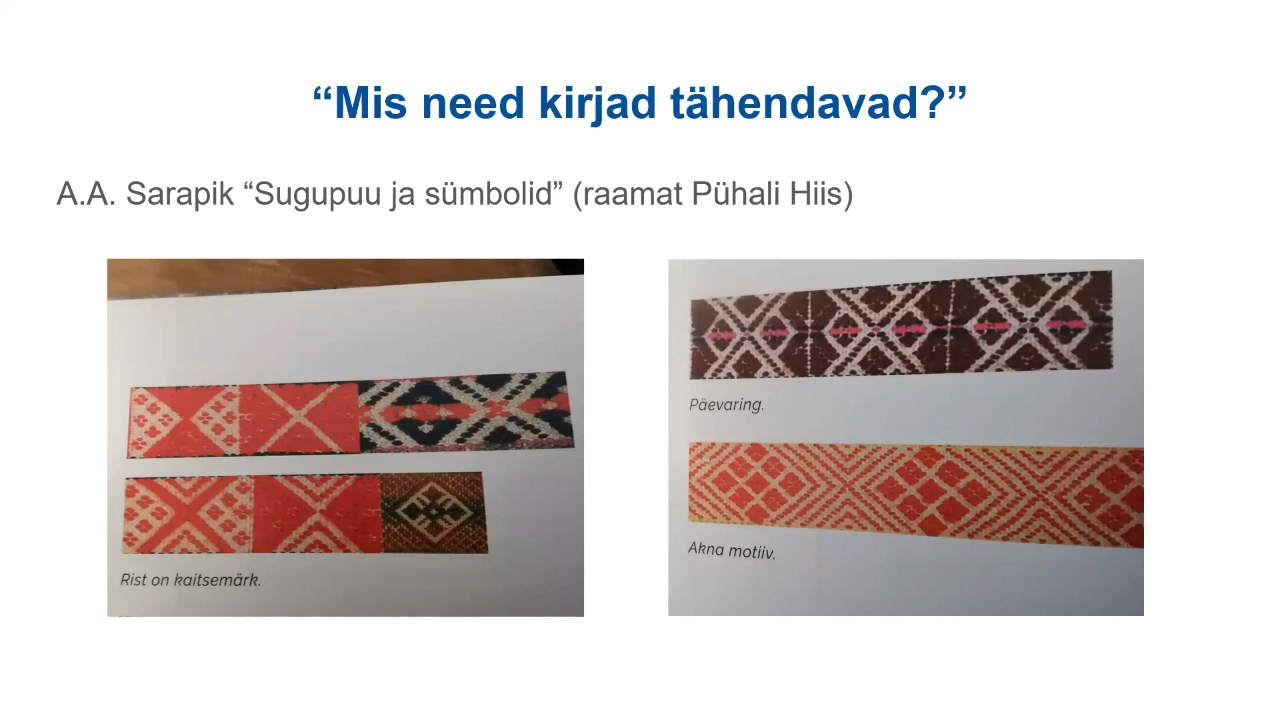 “Mis need kirjad tähendavad?”
A.A. Sarapik “Sugupuu ja sümbolid” (raamat Pühali Hiis)
Rist on kaitsemärk.
Päevaring.
Akna motiiv.